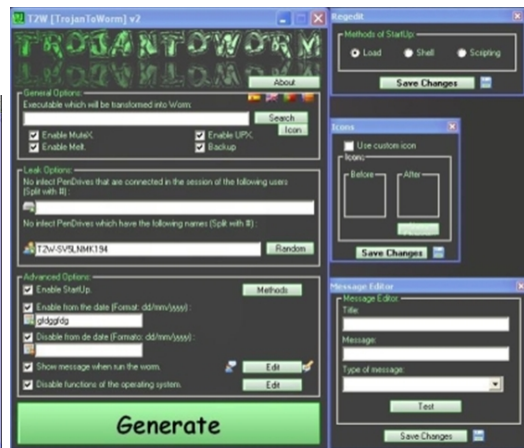 T2W [TrojanToWorm] v2
TROJANTOWORM
About
General Options:
Executable which will be transformed into Worm:
Search
Icon
Enable MuteX.
Enable UPX.
Enable Melt.
Backup
Leak Options:
No infect PenDrives that are connected in the session of the following users
(Split with #) :
No infect PenDrives which have the following names (Split with #) :
T2W-SV5LNMK194
Random
Advanced Options:
Enable StartUp.
Methods
Enable from the date (Format: dd/mm/yyyy) :
gfdggfdg
Disable from de date (Formato: dd/mm/yyyy) :
Show message when run the worm.
Edit
Disable functions of the operating system.
Edit
Generate
Regedit
Methods of StartUp:
Load
Shell
Scripting
Save Changes
Icons
Use custom icon
Icons:
Before
After
Save Changes
Message Editor
Message Editor
Title:
Message:
Type of message:
Test
Save Changes